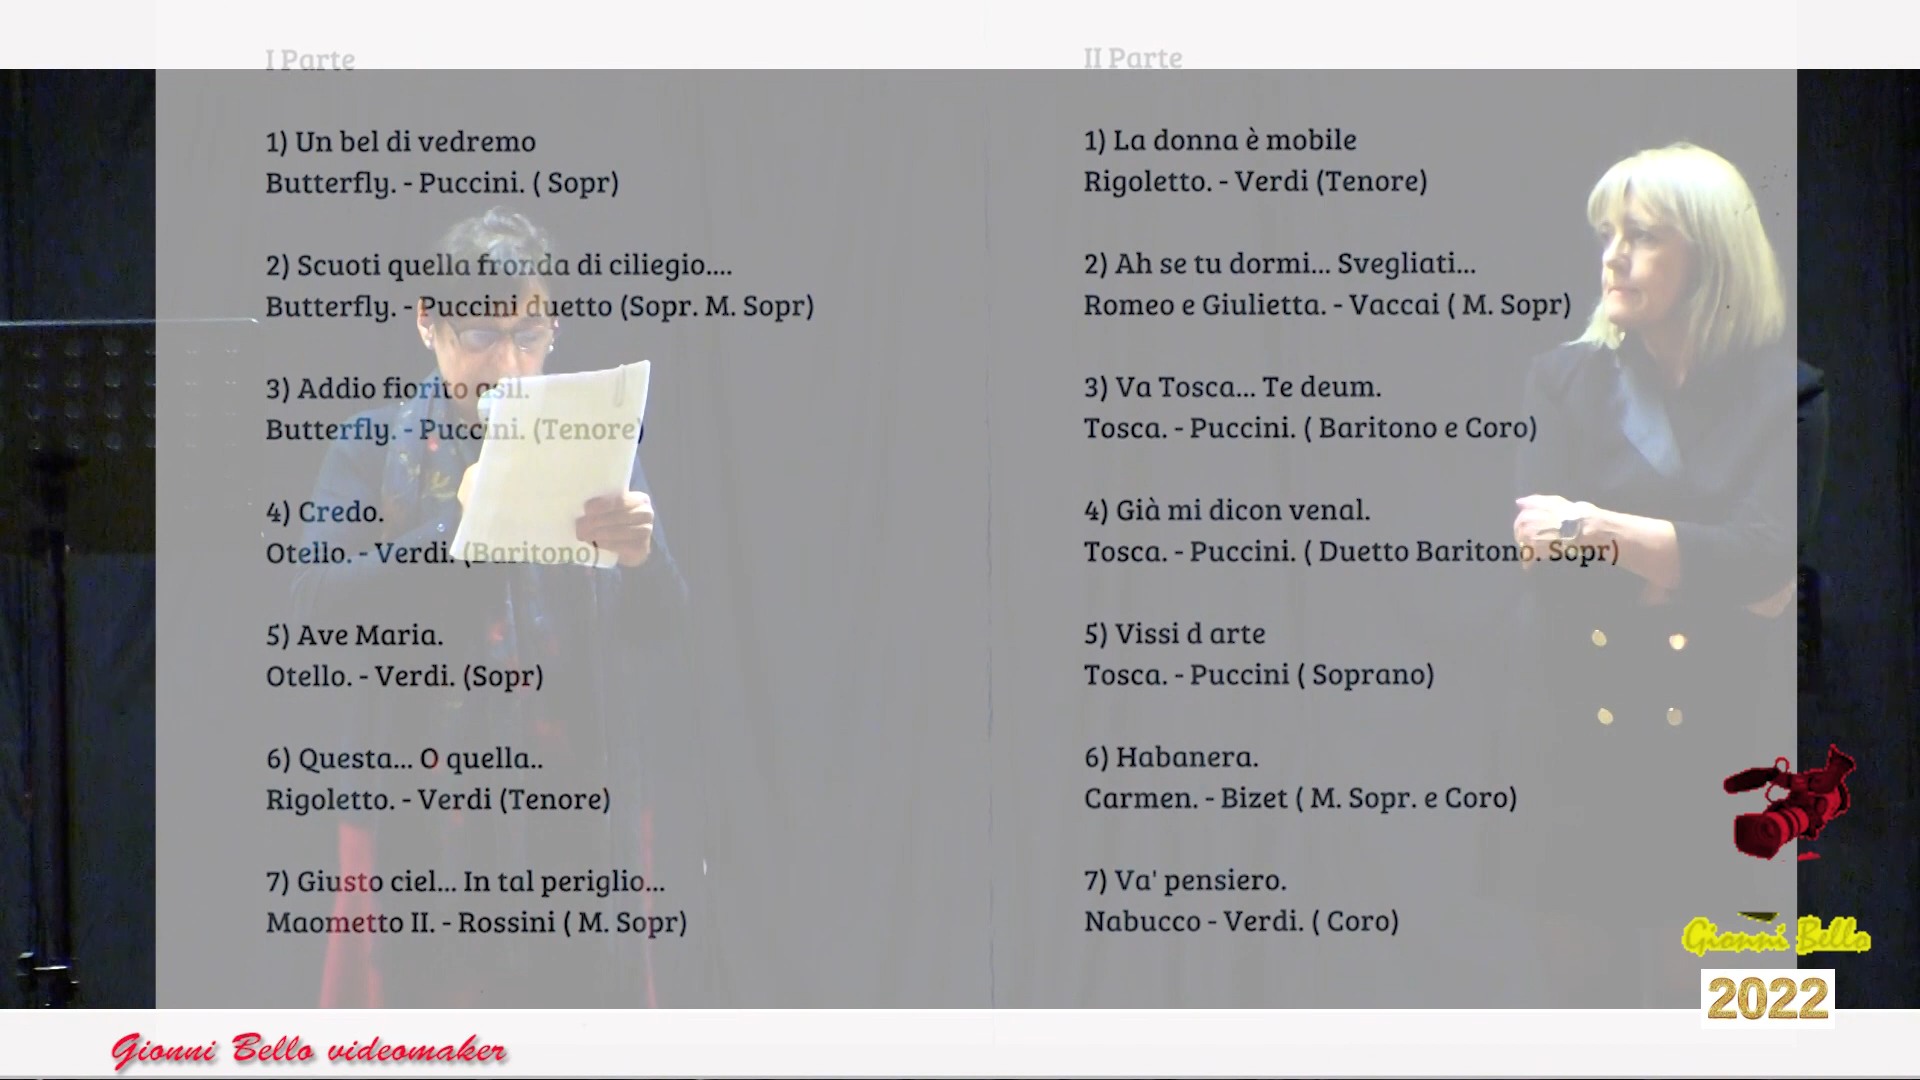 I Parte
1) Un bel di vedremo
Butterfly. - Puccini. ( Sopr)
2) Scuoti quella fronda di ciliegio....
Butterfly. - Puccini duetto (Sopr. M. Sopr)
3) Addio fiorito asil.
Butterfly. - Puccini. (Tenore)
4) Credo.
Otello. - Verdi. (Baritono)
5) Ave Maria.
Otello. - Verdi. (Sopr)
6) Questa... O quella..
Rigoletto. - Verdi (Tenore)
7) Giusto ciel... In tal periglio...
Maometto II. - Rossini ( M. Sopr)
II Parte
1) La donna è mobile
Rigoletto. - Verdi (Tenore)
2) Ah se tu dormi... Svegliati...
Romeo e Giulietta. - Vaccai ( M. Sopr)
3) Va Tosca... Te deum.
Tosca. - Puccini. ( Baritono e Coro)
4) Già mi dicon venal.
Tosca. - Puccini. ( Duetto Baritono. Sopr)
5) Vissi d arte
Tosca. - Puccini ( Soprano)
6) Habanera.
Carmen. - Bizet ( M. Sopr. e Coro)
7) Va' pensiero.
Nabucco - Verdi. ( Coro)
Gionni Bello
2022
Gionni Bello videomaker